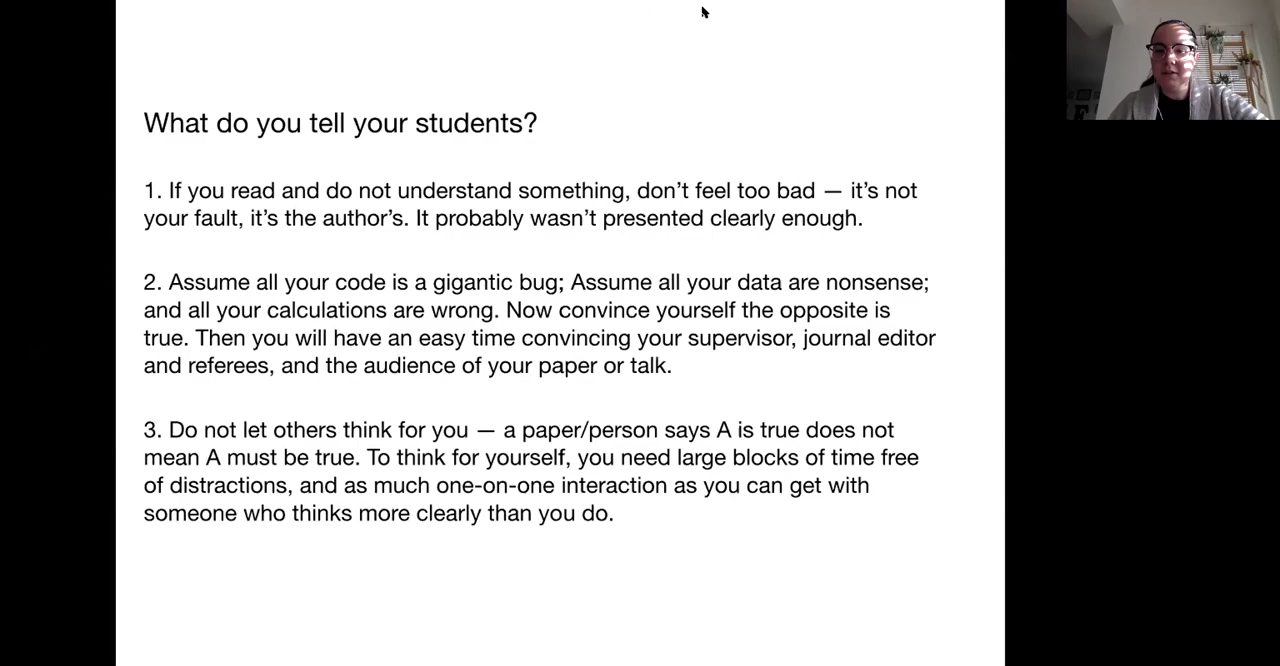 What do you tell your students?
1. If you read and do not understand something, don’t feel too bad — it’s not
your fault, it’s the author’s. It probably wasn’t presented clearly enough.
2. Assume all your code is a gigantic bug; Assume all your data are nonsense;
and all your calculations are wrong. Now convince yourself the opposite is
true. Then you will have an easy time convincing your supervisor, journal editor
and referees, and the audience of your paper or talk.
3. Do not let others think for you — a paper/person says A is true does not
mean A must be true. To think for yourself, you need large blocks of time free
of distractions, and as much one-on-one interaction as you can get with
someone who thinks more clearly than you do.